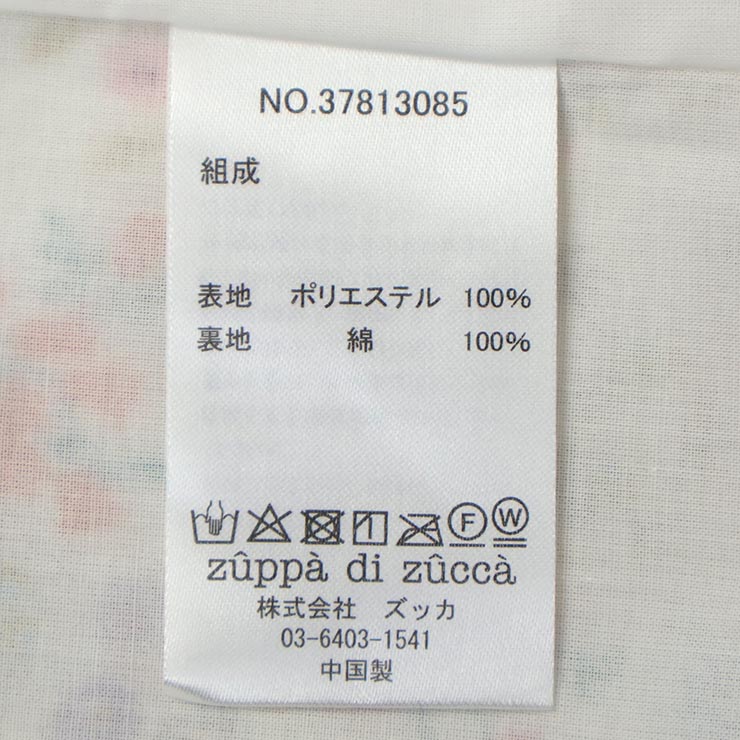 NO.37813085
組成
表地 ポリエステル 100%
裏地 綿 100%
F W
zûppà di zûccà
株式会社 ズッカ
03-6403-1541
中国製